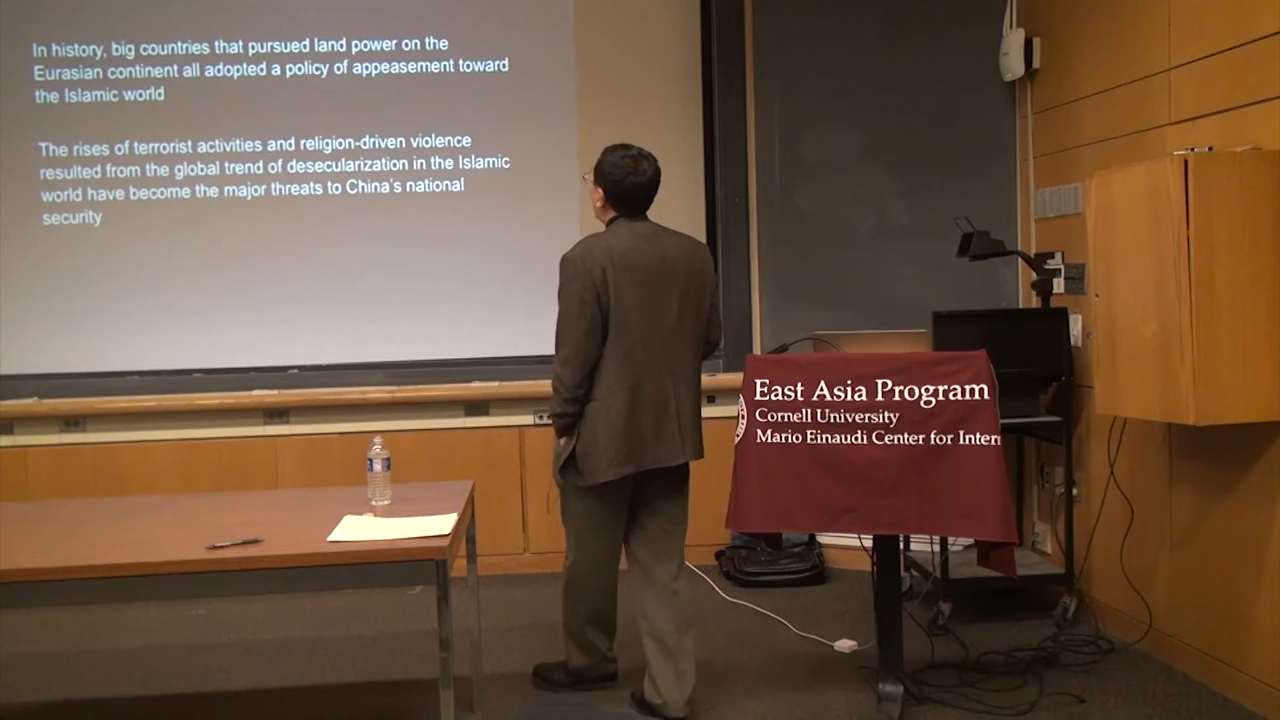 In history, big countries that pursued land power on the
Eurasian continent all adopted a policy of appeasement toward
the Islamic world
The rises of terrorist activities and religion-driven violence
resulted from the global trend of desecularization in the Islamic
world have become the major threats to China's national
security
East Asia Program
Cornell University
Mario Einaudi Center for Intern